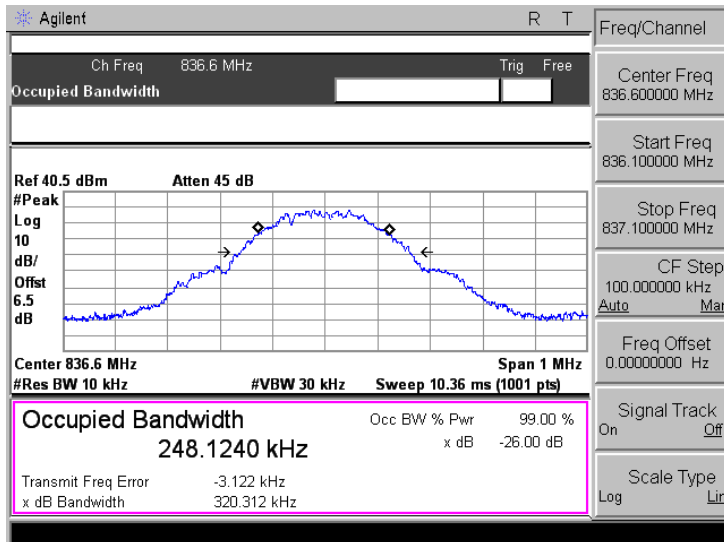 Agilent R T
Ch Freq 836.6 MHz Trig Free
Occupied Bandwidth
Ref 40.5 dBm Atten 45 dB
#Peak
Log
10
dB/
Offst
6.5
dB
Center 836.6 MHz Span 1 MHz
#Res BW 10 kHz #VBW 30 kHz Sweep 10.36 ms (1001 pts)
Occupied Bandwidth Occ BW % Pwr 99.00 %
248.1240 kHz x dB -26.00 dB
Transmit Freq Error -3.122 kHz
x dB Bandwidth 320.312 kHz
Freq/Channel
Center Freq
836.600000 MHz
Start Freq
836.100000 MHz
Stop Freq
837.100000 MHz
CF Step
100.000000 kHz
Auto Man
Freq Offset
0.00000000 Hz
Signal Track
On Off
Scale Type
Log Lin